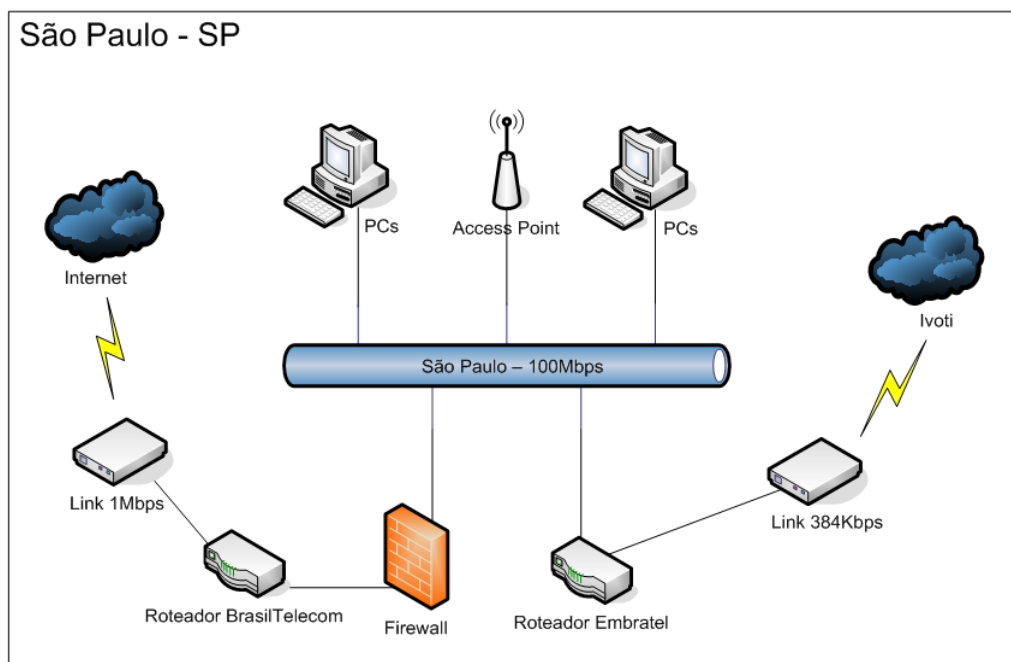 São Paulo - SP
PCs
Access Point
PCs
Internet
Ivoti
São Paulo – 100Mbps
Link 1Mbps
Link 384Kbps
Roteador BrasilTelecom
Firewall
Roteador Embratel